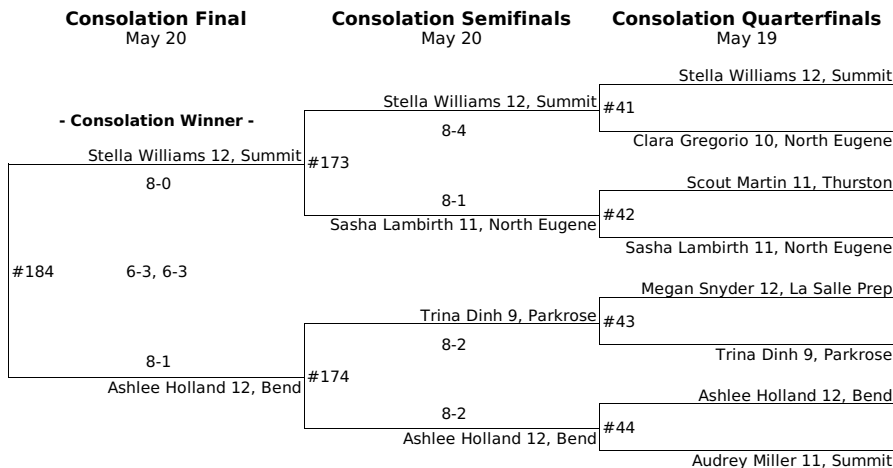 Consolation Final
May 20
Consolation Semifinals
May 20
Consolation Quarterfinals
May 19
- Consolation Winner -
Stella Williams 12, Summit
8-0
#184
6-3, 6-3
8-1
Ashlee Holland 12, Bend
Stella Williams 12, Summit
8-4
#173
8-1
Sasha Lambirth 11, North Eugene
Trina Dinh 9, Parkrose
8-2
#174
8-2
Ashlee Holland 12, Bend
Stella Williams 12, Summit
#41
Clara Gregorio 10, North Eugene
Scout Martin 11, Thurston
#42
Sasha Lambirth 11, North Eugene
Megan Snyder 12, La Salle Prep
#43
Trina Dinh 9, Parkrose
Ashlee Holland 12, Bend
#44
Audrey Miller 11, Summit